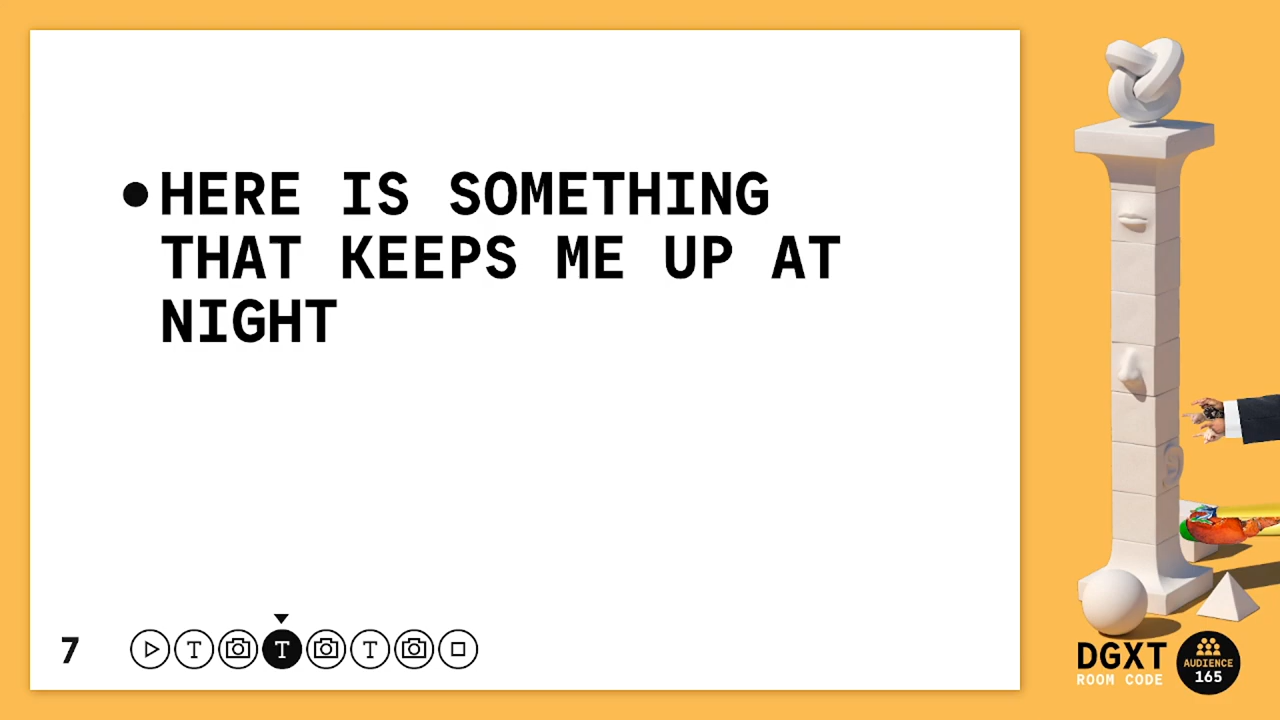 ●HERE IS SOMETHING
THAT KEEPS ME UP AT
NIGHT
7
T
T
T
DGXT
ROOM CODE
AUDIENCE
165